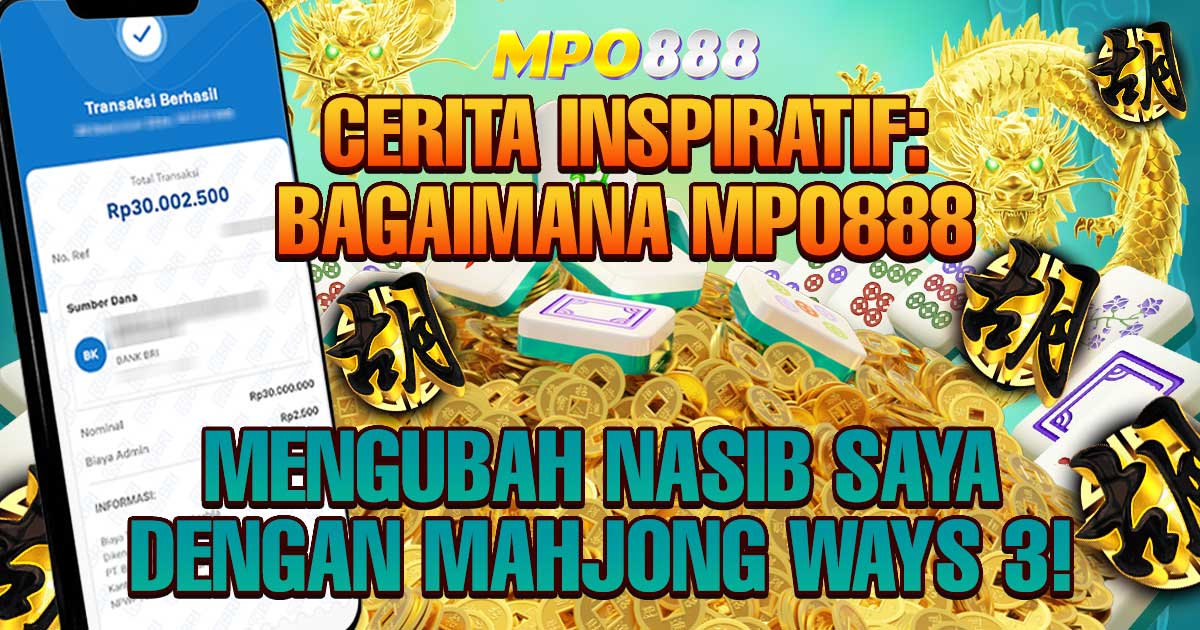 MPO888
CERITA INSPIRATIF:
BAGAIMANA MPO888
MENGUBAH NASIB SAYA
DENGAN MAHJONG WAYS 3!
Transaksi Berhasil
Total Transaksi
Rp30.002.500
No. Ref
Sumber Dana
BK
BANK BRI
Nominal Rp30.000.000
Biaya Admin Rp2.500
INFORMASI:
Biaya
PT. B
胡
胡
胡
胡